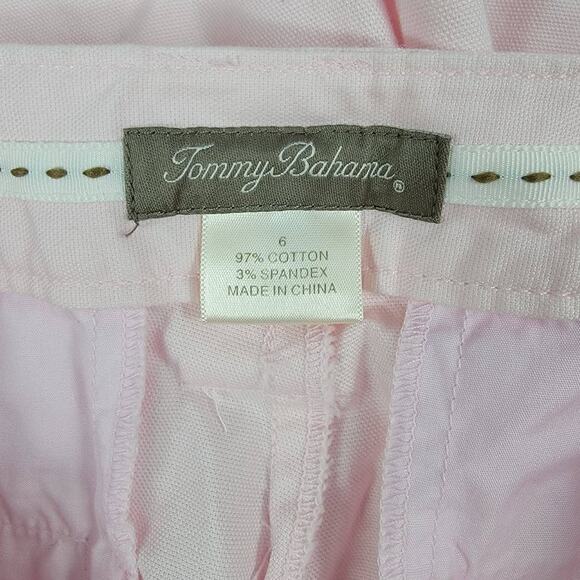 Tommy Bahama®
6
97% COTTON
3% SPANDEX
MADE IN CHINA